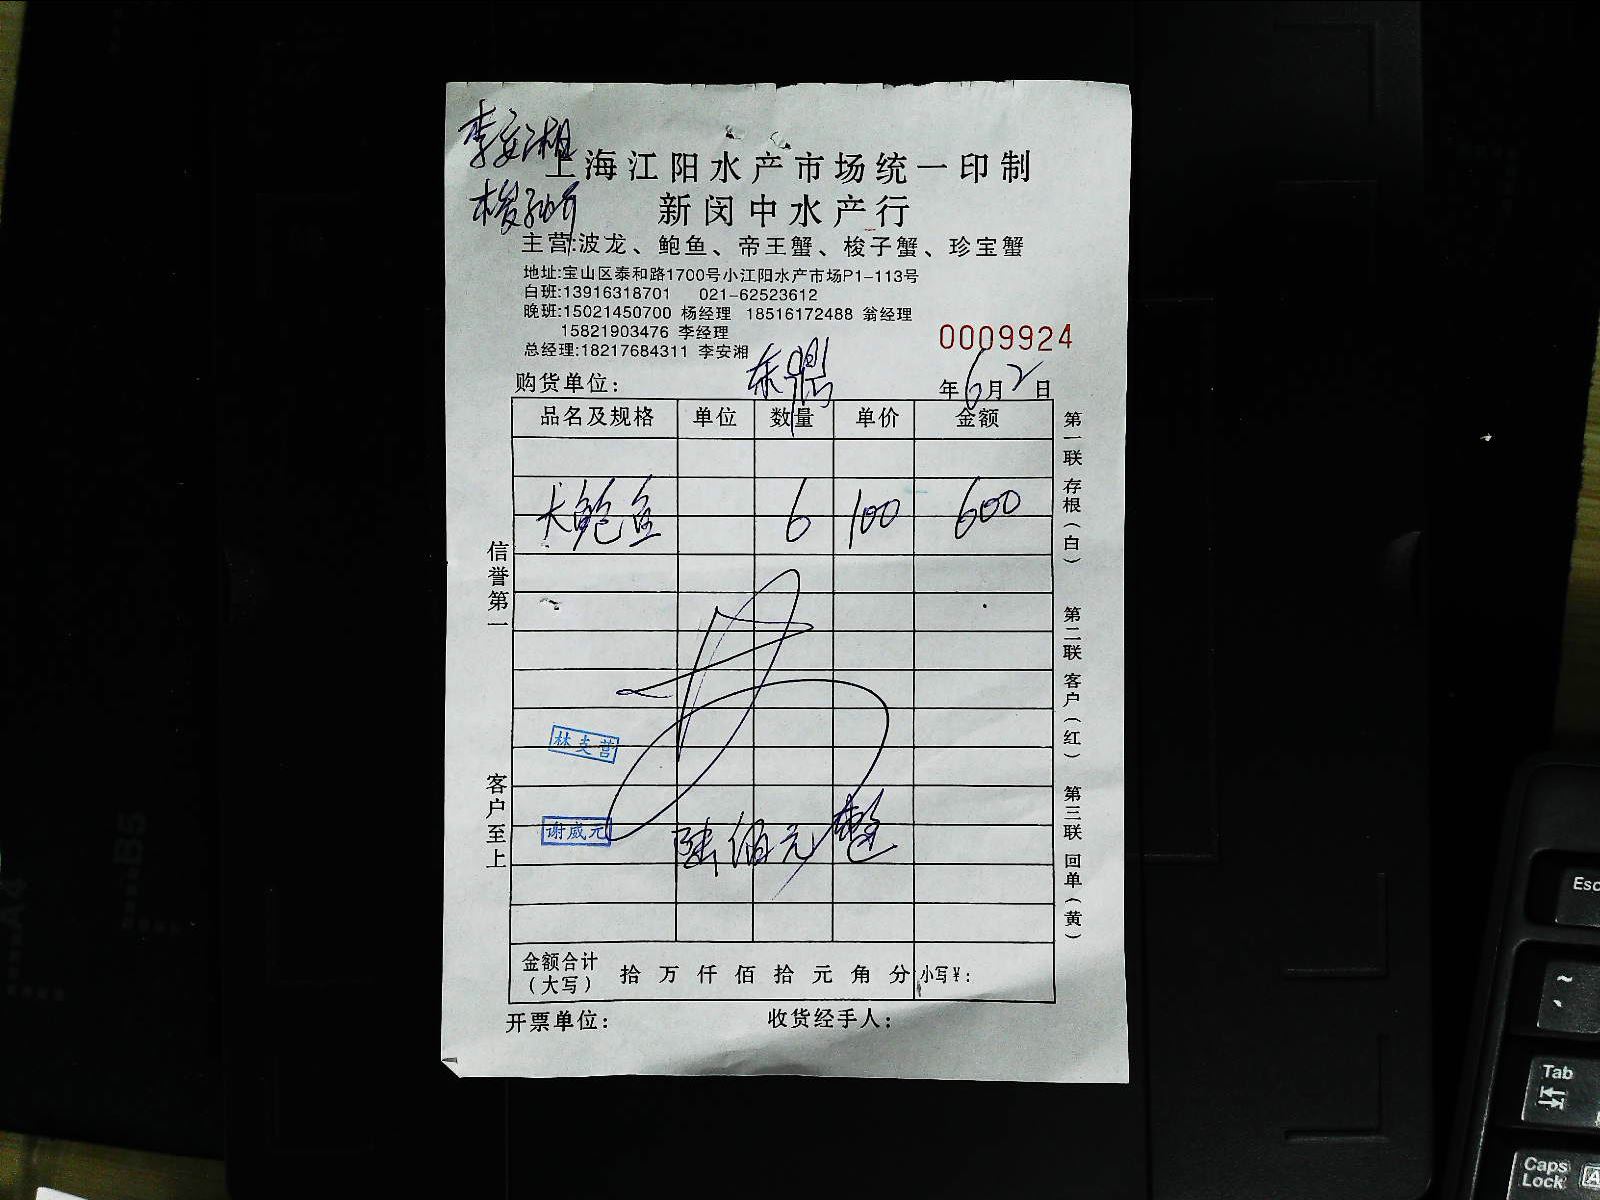 李安湘
上海江阳水产市场统一印制
新闵中水产行
主营:波龙、鲍鱼、帝王蟹、梭子蟹、珍宝蟹
地址:宝山区泰和路1700号小江阳水产市场P1-113号
白班:13916318701 021-62523612
晚班:15021450700 杨经理 18516172488 翁经理
15821903476 李经理
0009924
总经理:18217684311 李安湘
购货单位: 东鼎 年6月2日
品名及规格 单位 数量 单价 金额
大鲍鱼 6 100 600
林支营
谢威元
陆佰元整
金额合计
(大写)
拾 万 仟 佰 拾 元 角 分 小写¥:
开票单位: 收货经手人:
信誉第一
客户至上
第一联 存根(白)
第二联 客户(红)
第三联 回单(黄)
A4
B5
Esc
~
Tab
Caps
Lock
A